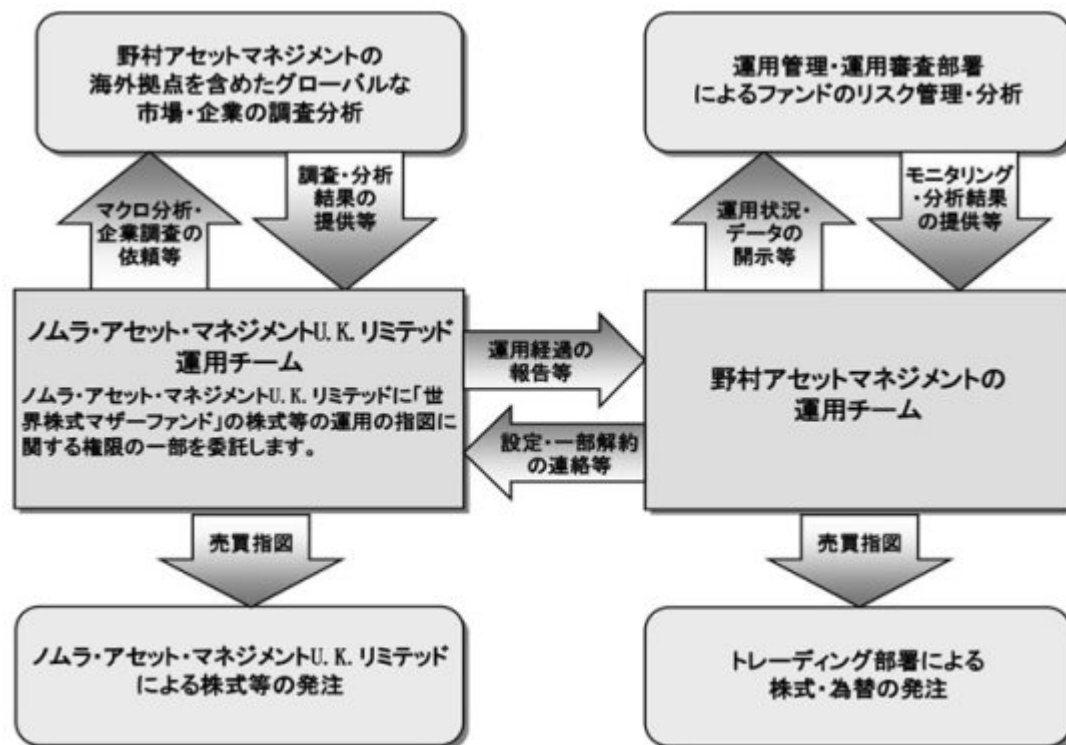 野村アセットマネジメントの
海外拠点を含めたグローバルな
市場・企業の調査分析
運用管理・運用審査部署
によるファンドのリスク管理・分析
マクロ分析・
企業調査の
依頼等
調査・分析
結果の
提供等
運用状況・
データの
開示等
モニタリング
・分析結果
の提供等
ノムラ・アセット・マネジメントU.K.リミテッド
運用チーム
ノムラ・アセット・マネジメントU.K.リミテッドに「世
界株式マザーファンド」の株式等の運用の指図に
関する権限の一部を委託します。
運用経過の
報告等
設定・一部解約
の連絡等
野村アセットマネジメントの
運用チーム
売買指図
売買指図
ノムラ・アセット・マネジメントU.K.リミテッド
による株式等の発注
トレーディング部署による
株式・為替の発注